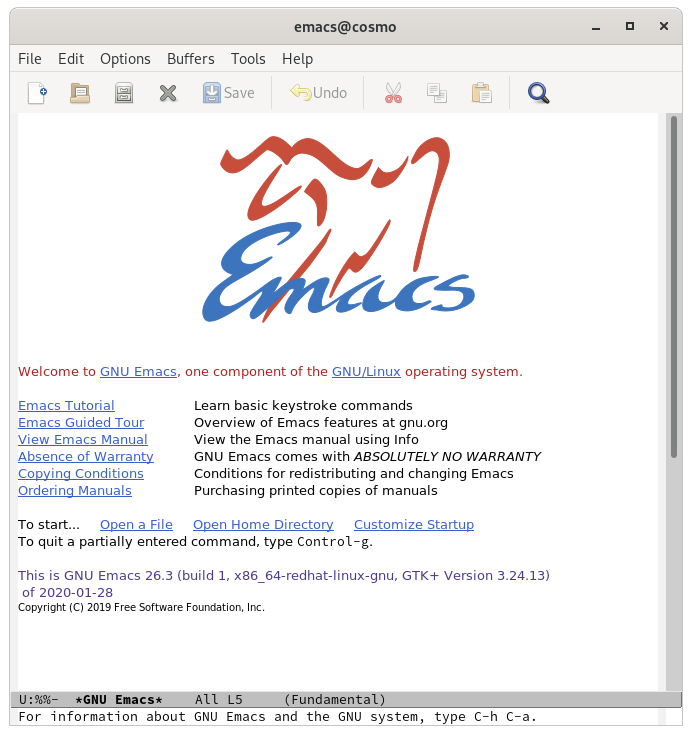 emacs@cosmo
File Edit Options Buffers Tools Help
Save Undo
Emacs
Welcome to GNU Emacs, one component of the GNU/Linux operating system.
Emacs Tutorial Learn basic keystroke commands
Emacs Guided Tour Overview of Emacs features at gnu.org
View Emacs Manual View the Emacs manual using Info
Absence of Warranty GNU Emacs comes with ABSOLUTELY NO WARRANTY
Copying Conditions Conditions for redistributing and changing Emacs
Ordering Manuals Purchasing printed copies of manuals
To start... Open a File Open Home Directory Customize Startup
To quit a partially entered command, type Control-g.
This is GNU Emacs 26.3 (build 1, x86_64-redhat-linux-gnu, GTK+ Version 3.24.13)
of 2020-01-28
Copyright (C) 2019 Free Software Foundation, Inc.
U:%%- *GNU Emacs* All L5 (Fundamental)
For information about GNU Emacs and the GNU system, type C-h C-a.